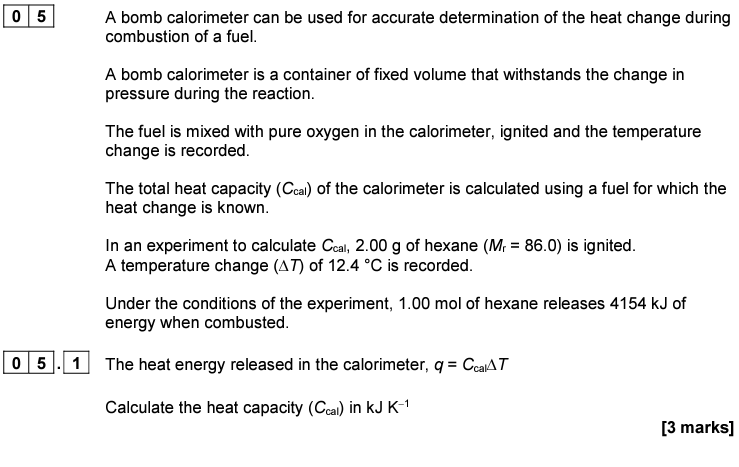 0 5 A bomb calorimeter can be used for accurate determination of the heat change during
combustion of a fuel.
A bomb calorimeter is a container of fixed volume that withstands the change in
pressure during the reaction.
The fuel is mixed with pure oxygen in the calorimeter, ignited and the temperature
change is recorded.
The total heat capacity (Ccal) of the calorimeter is calculated using a fuel for which the
heat change is known.
In an experiment to calculate Ccal, 2.00 g of hexane (Mr = 86.0) is ignited.
A temperature change (ΔT) of 12.4 °C is recorded.
Under the conditions of the experiment, 1.00 mol of hexane releases 4154 kJ of
energy when combusted.
0 5 . 1 The heat energy released in the calorimeter, q = CcalΔT
Calculate the heat capacity (Ccal) in kJ K⁻¹
[3 marks]